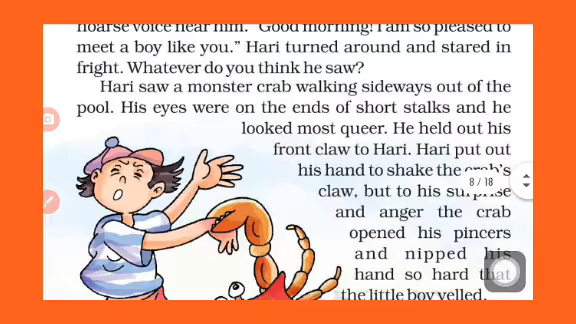 hoarse voice near him. "Good morning! I am so pleased to
meet a boy like you." Hari turned around and stared in
fright. Whatever do you think he saw?
Hari saw a monster crab walking sideways out of the
pool. His eyes were on the ends of short stalks and he
looked most queer. He held out his
front claw to Hari. Hari put out
his hand to shake the crab's
8 / 18
claw, but to his surprise
and anger the crab
opened his pincers
and nipped his
hand so hard that
the little boy yelled.